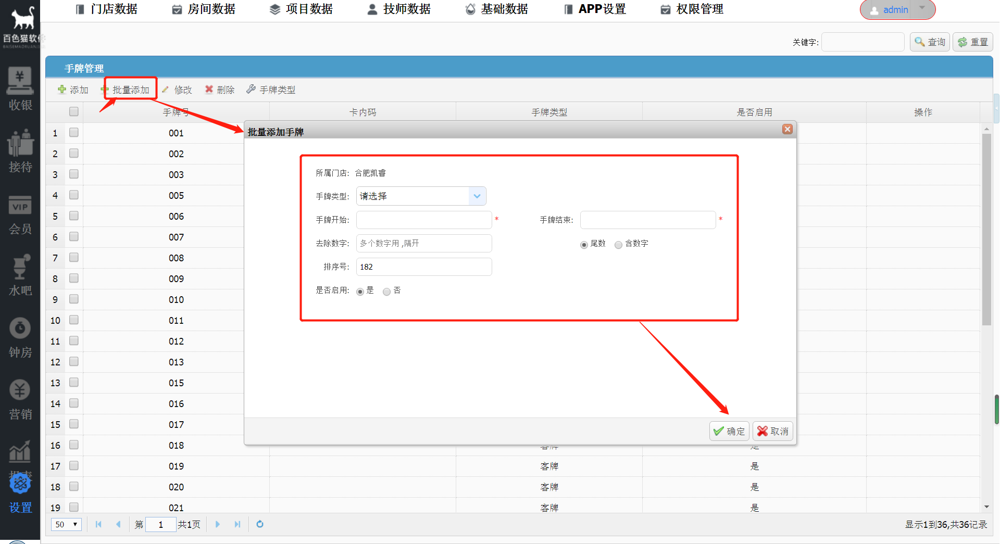 门店数据 房间数据 项目数据 技师数据 基础数据 APP设置 权限管理 admin
百色猫软件
收银
接待
VIP
会员
水吧
钟房
营销
设置
关键字: 查询 重置
手牌管理
添加 批量添加 修改 删除 手牌类型
手牌号 卡内码 手牌类型 是否启用 操作
1 001
2 002
3 003
4 005
5 006
6 007
7 008
8 009
9 010
10 011
11 012
12 013
13 015
14 016
15 017
16 018 客牌 是
17 019 客牌 是
18 020 客牌 是
19 021 客牌 是
批量添加手牌
所属门店: 合肥凯睿
手牌类型: 请选择
手牌开始: * 手牌结束: *
去除数字: 多个数字用 ,隔开 尾数 含数字
排序号: 182
是否启用: 是 否
确定 取消
50 第 1 共1页 显示1到36,共36记录